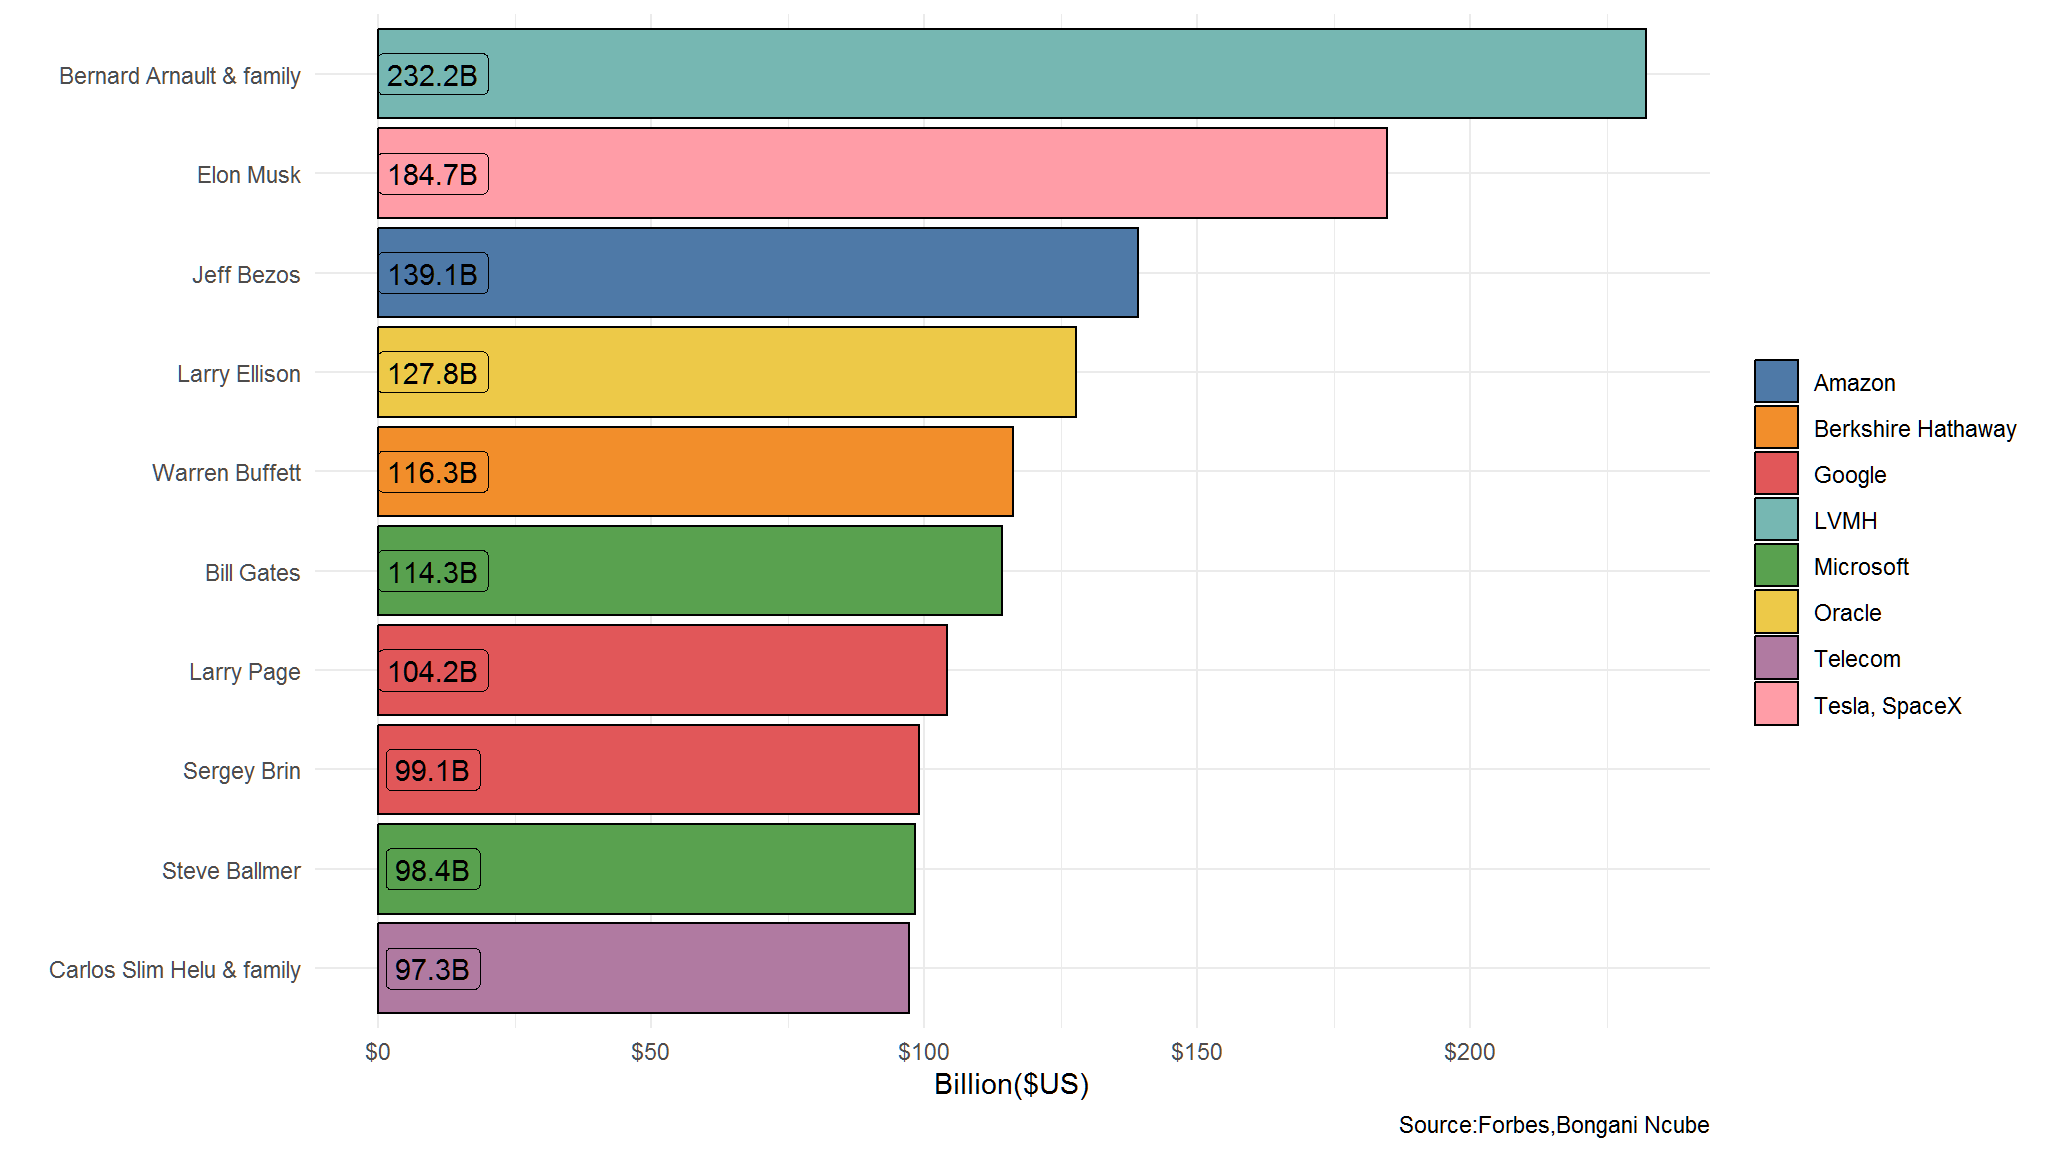 Bernard Arnault & family
232.2B
Elon Musk
184.7B
Jeff Bezos
139.1B
Larry Ellison
127.8B
Warren Buffett
116.3B
Bill Gates
114.3B
Larry Page
104.2B
Sergey Brin
99.1B
Steve Ballmer
98.4B
Carlos Slim Helu & family
97.3B
$0
$50
$100
$150
$200
Billion($US)
Amazon
Berkshire Hathaway
Google
LVMH
Microsoft
Oracle
Telecom
Tesla, SpaceX
Source:Forbes,Bongani Ncube